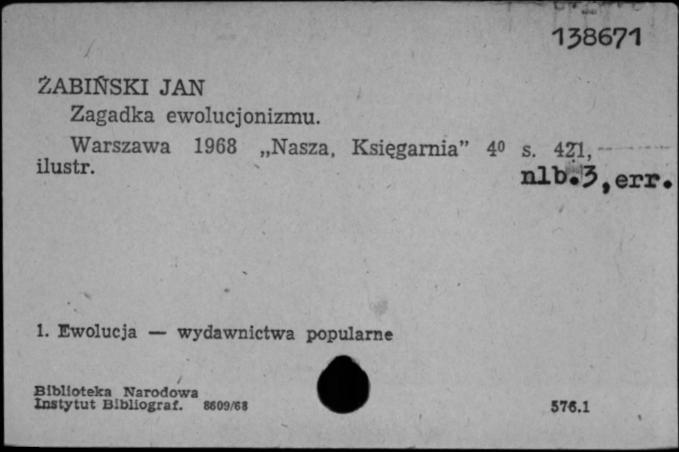 138671
ŻABIŃSKI JAN
Zagadka ewolucjonizmu.
Warszawa 1968 „Nasza, Księgarnia” 4⁰ s. 421,
ilustr. nlb.3,err.
1. Ewolucja — wydawnictwa popularne
Biblioteka Narodowa
Instytut Bibliograf. 8609/68 576.1